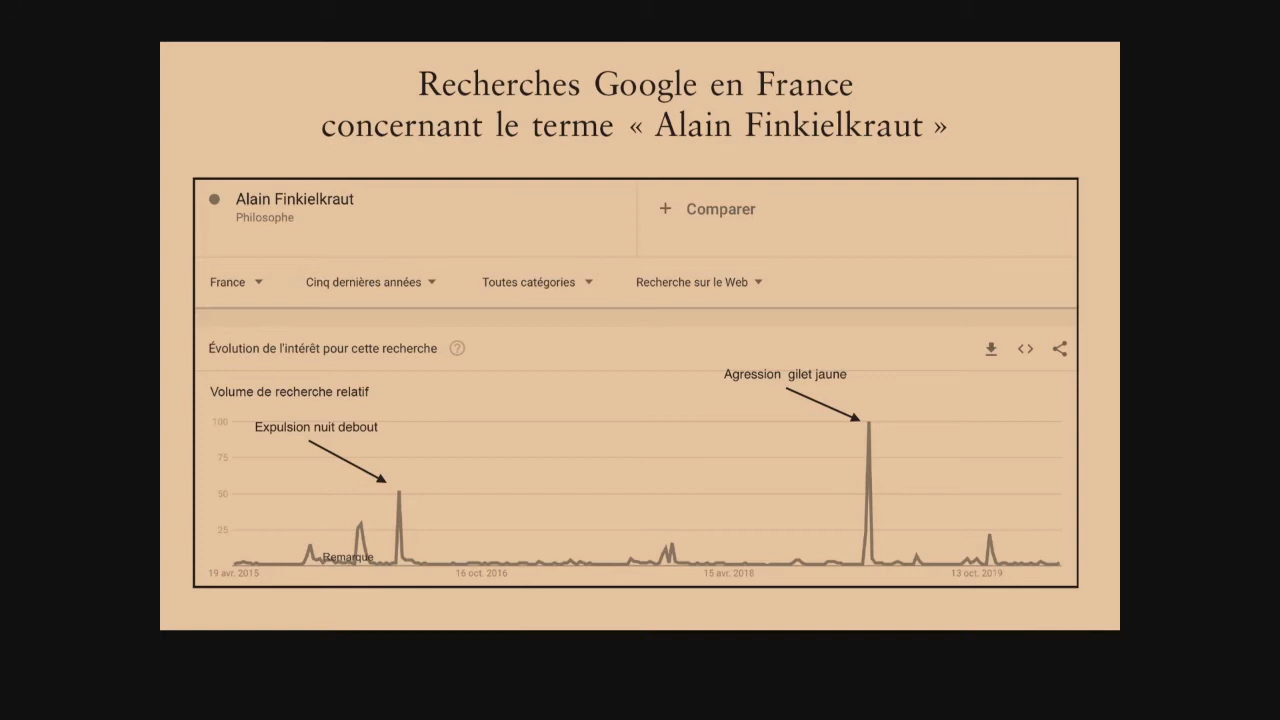 Recherches Google en France
concernant le terme « Alain Finkielkraut »
Alain Finkielkraut
Philosophe
+ Comparer
France
Cinq dernières années
Toutes catégories
Recherche sur le Web
Évolution de l'intérêt pour cette recherche ?
Agression gilet jaune
Volume de recherche relatif
100
Expulsion nuit debout
75
50
25
Remarque
19 avr. 2015
16 oct. 2016
15 avr. 2018
13 oct. 2019